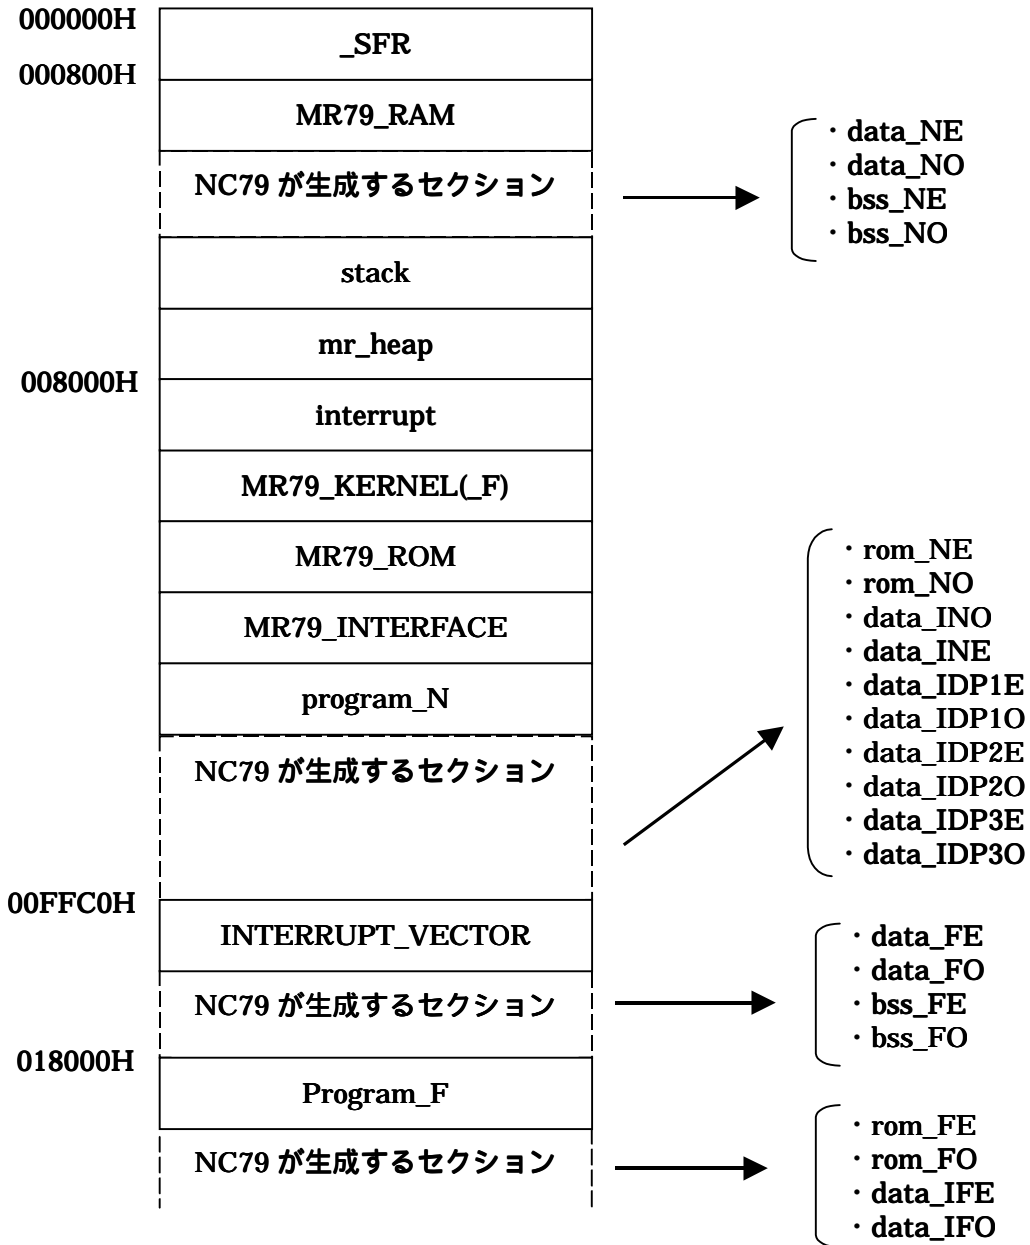 000000H
_SFR
000800H
MR79_RAM
NC79 が生成するセクション
・data_NE
・data_NO
・bss_NE
・bss_NO
stack
mr_heap
008000H
interrupt
MR79_KERNEL(_F)
MR79_ROM
MR79_INTERFACE
program_N
NC79 が生成するセクション
・rom_NE
・rom_NO
・data_INO
・data_INE
・data_IDP1E
・data_IDP1O
・data_IDP2E
・data_IDP2O
・data_IDP3E
・data_IDP3O
00FFC0H
INTERRUPT_VECTOR
NC79 が生成するセクション
・data_FE
・data_FO
・bss_FE
・bss_FO
018000H
Program_F
NC79 が生成するセクション
・rom_FE
・rom_FO
・data_IFE
・data_IFO